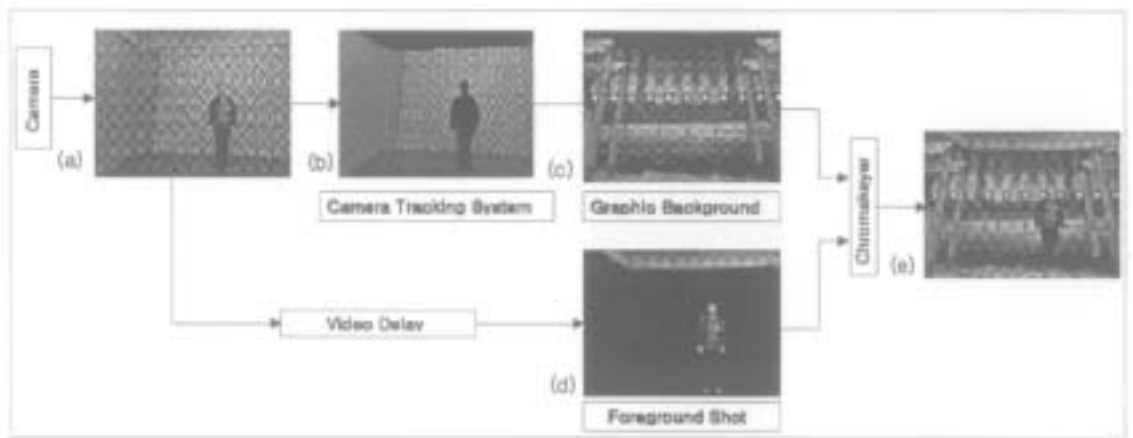 Camera
(a)
(b)
(c)
Camera Tracking System
Graphic Background
Chromakeyer
(e)
Video Delay
(d)
Foreground Shot